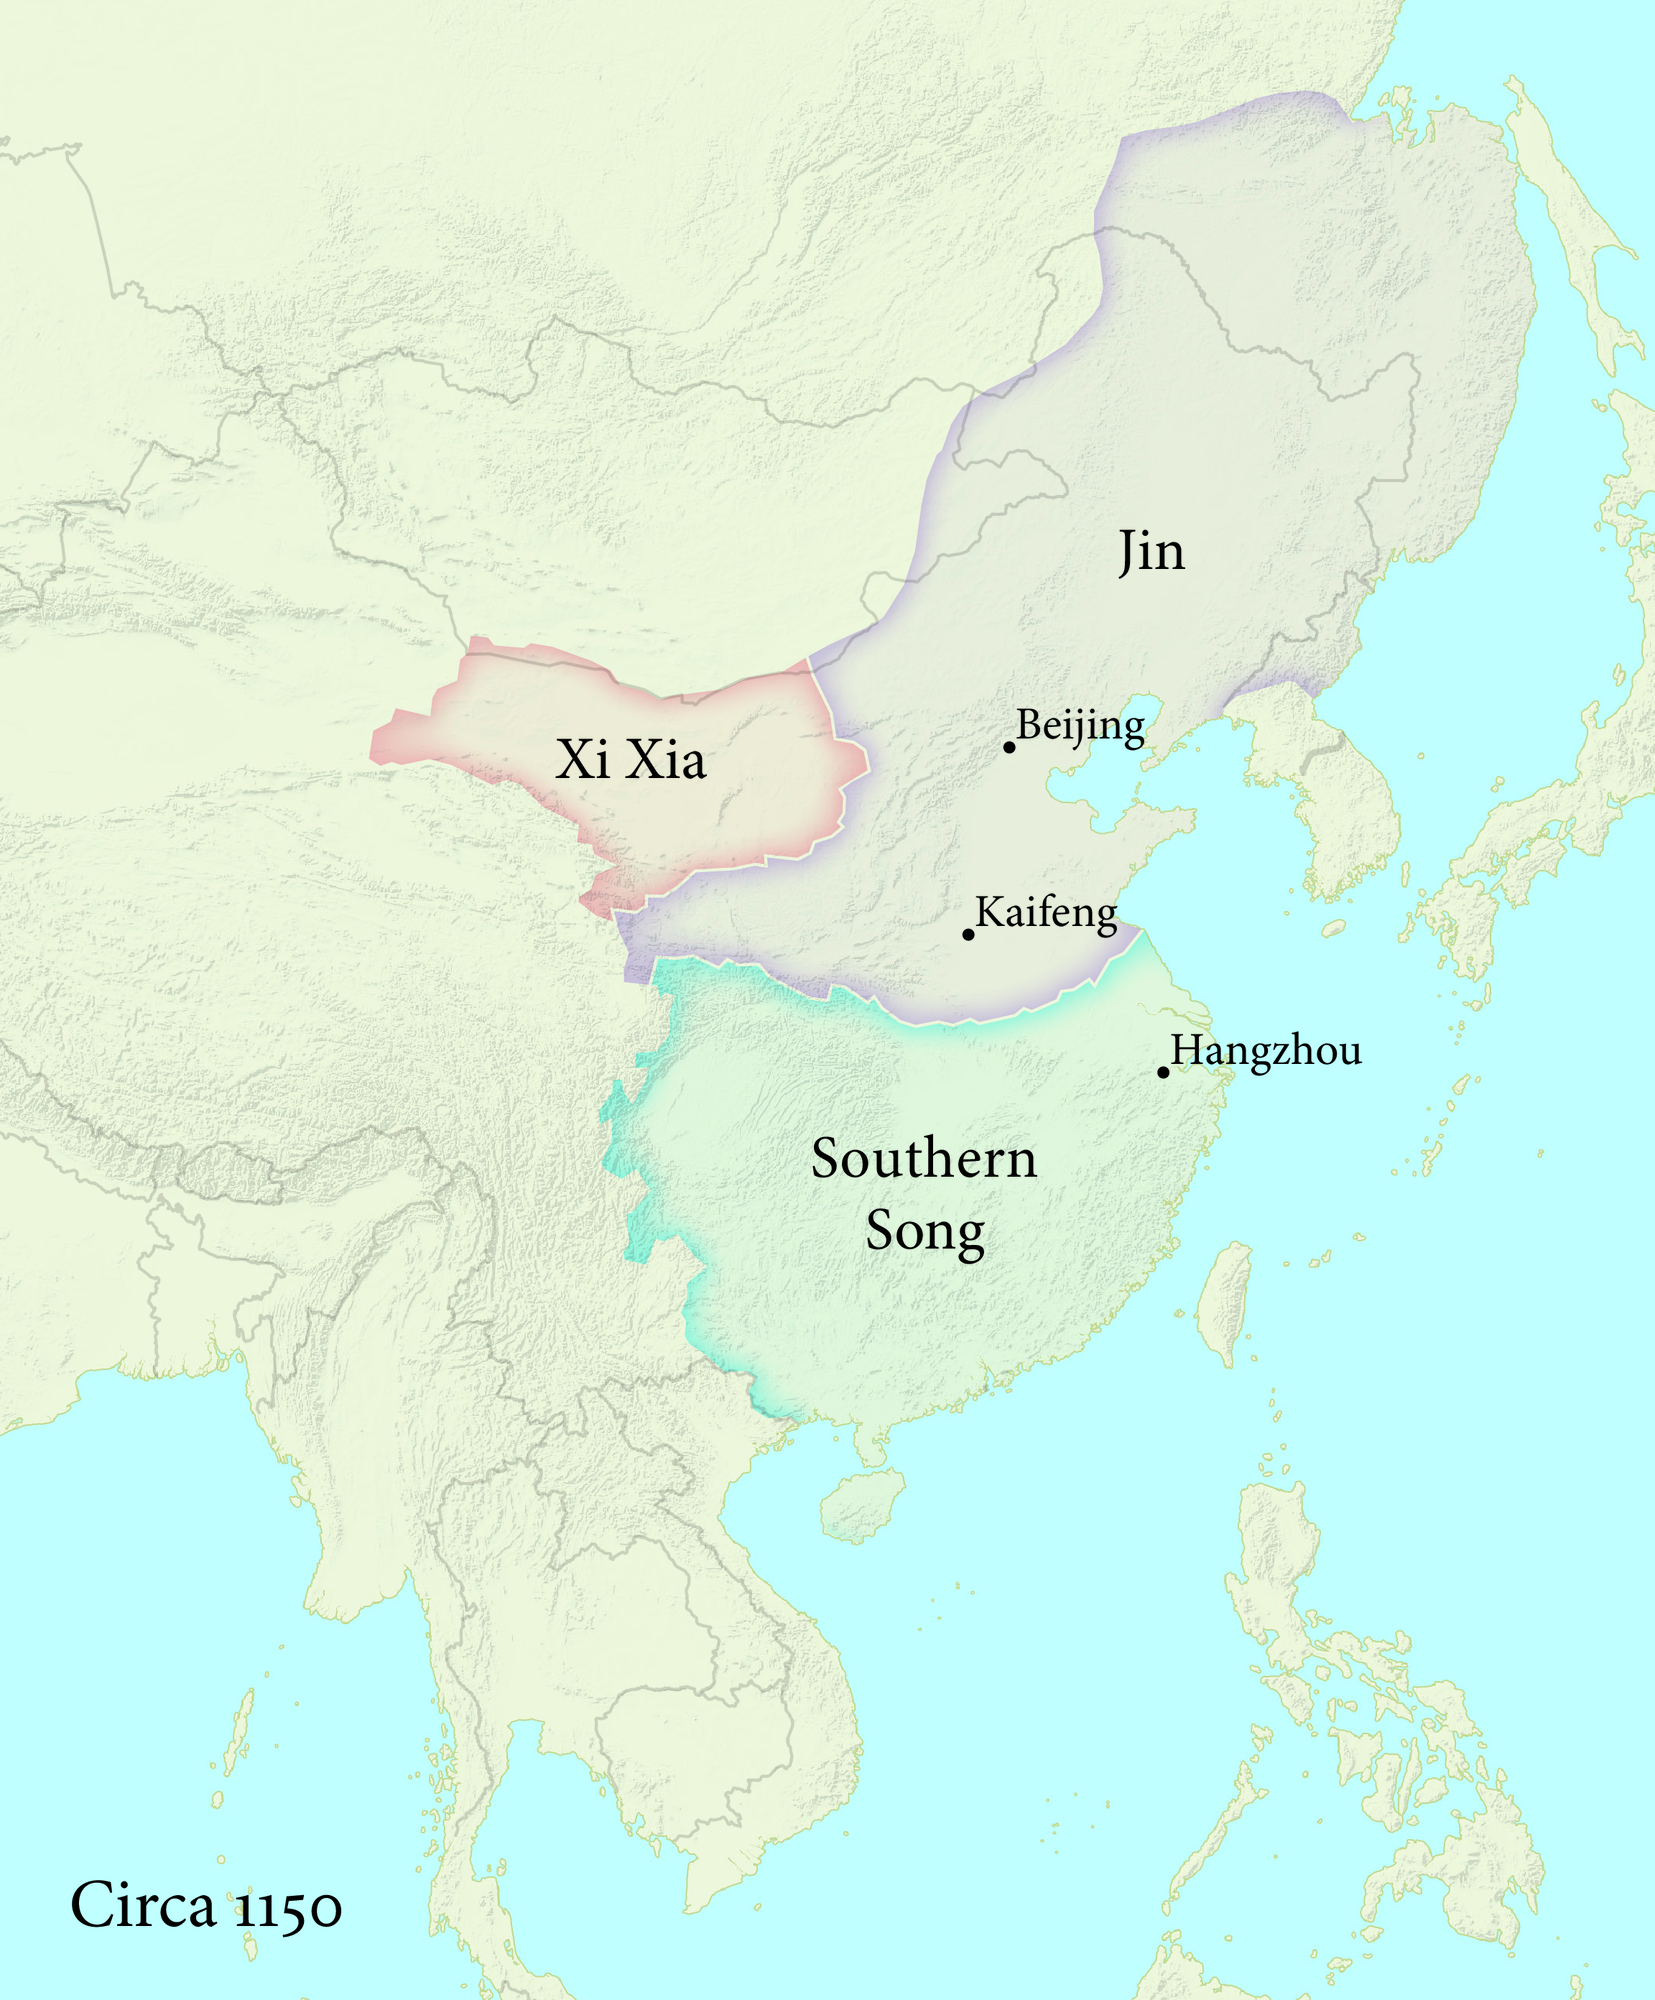 Jin
Beijing
Xi Xia
Kaifeng
Hangzhou
Southern
Song
Circa 1150